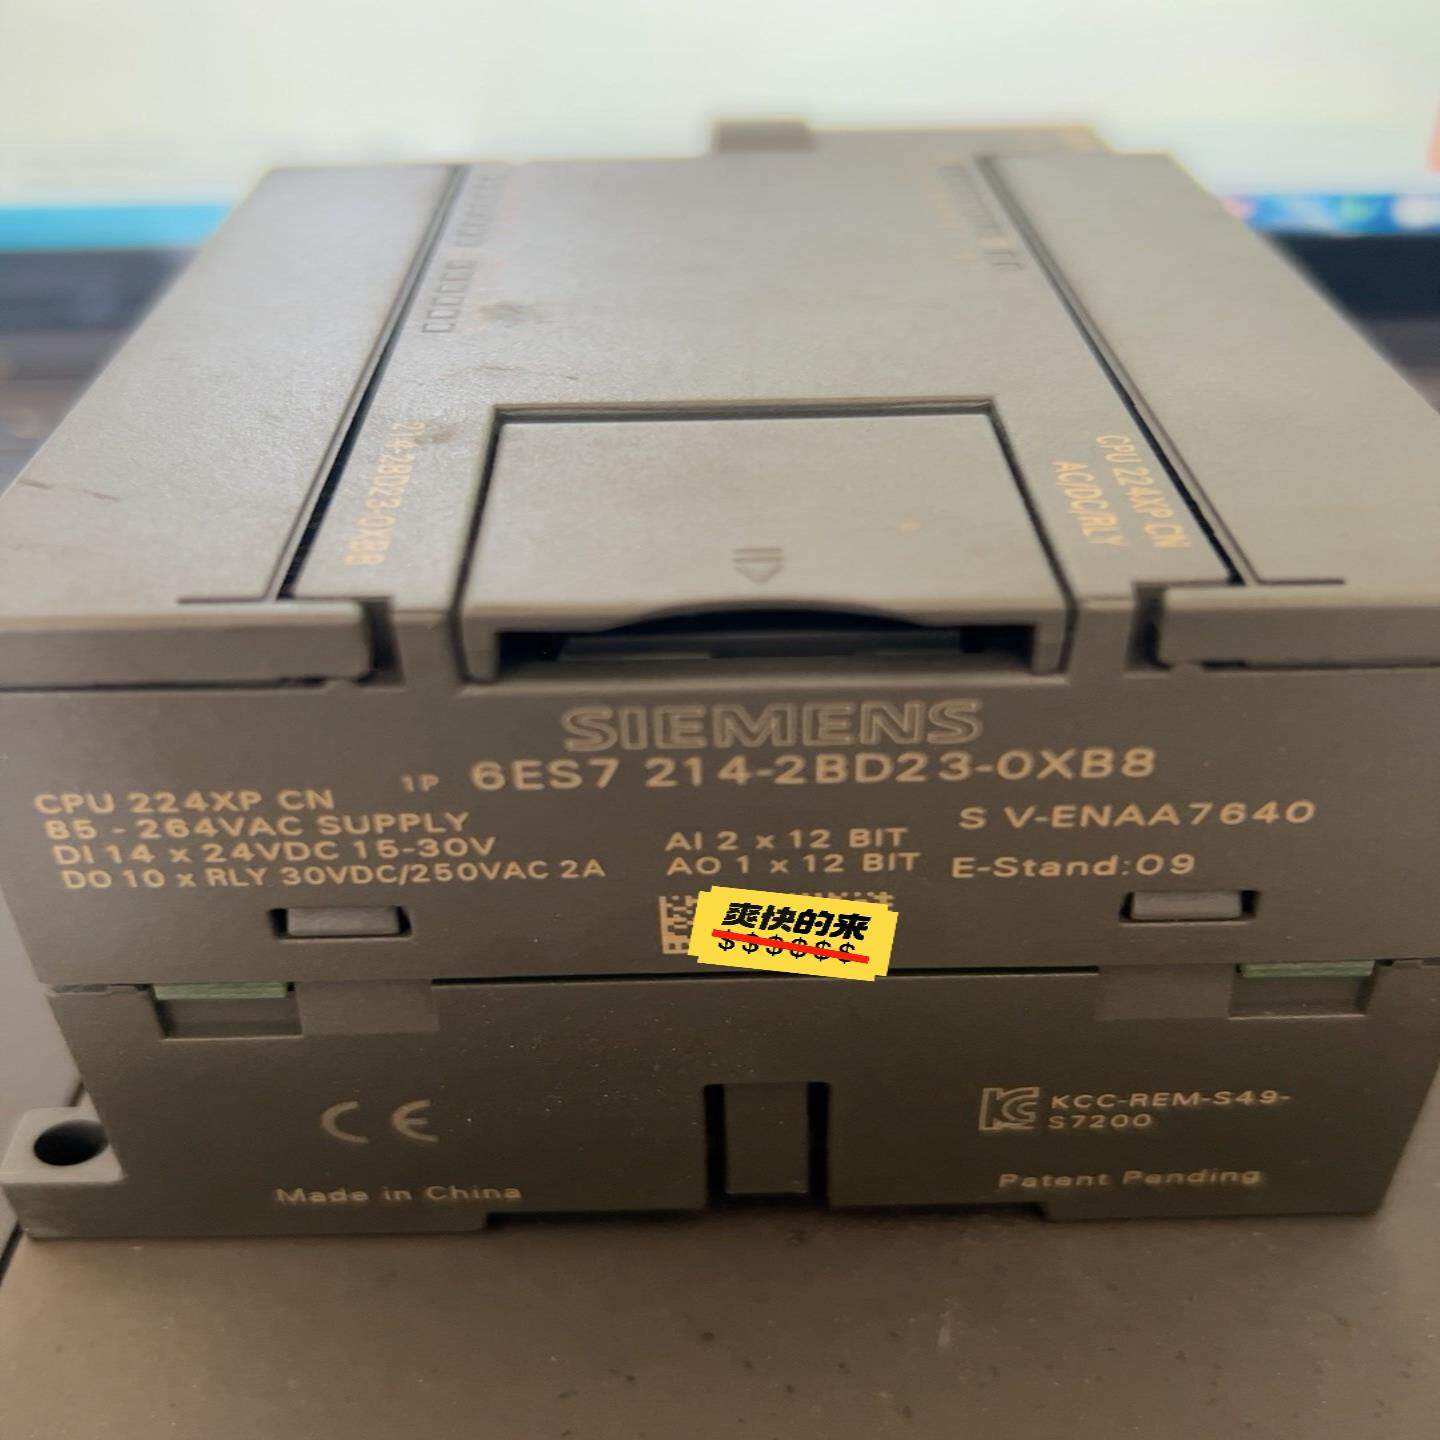 214-2BD23-0XB8
CPU 224XP CN
AC/DC/RLY
SIEMENS
1P 6ES7 214-2BD23-0XB8
CPU 224XP CN
85 - 264VAC SUPPLY
DI 14 x 24VDC 15-30V
DO 10 x RLY 30VDC/250VAC 2A
AI 2 x 12 BIT
AO 1 x 12 BIT
S V-ENAA7640
E-Stand:09
爽快的来
$$$$$$
CE
Made in China
KCC-REM-S49-
S7200
Patent Pending